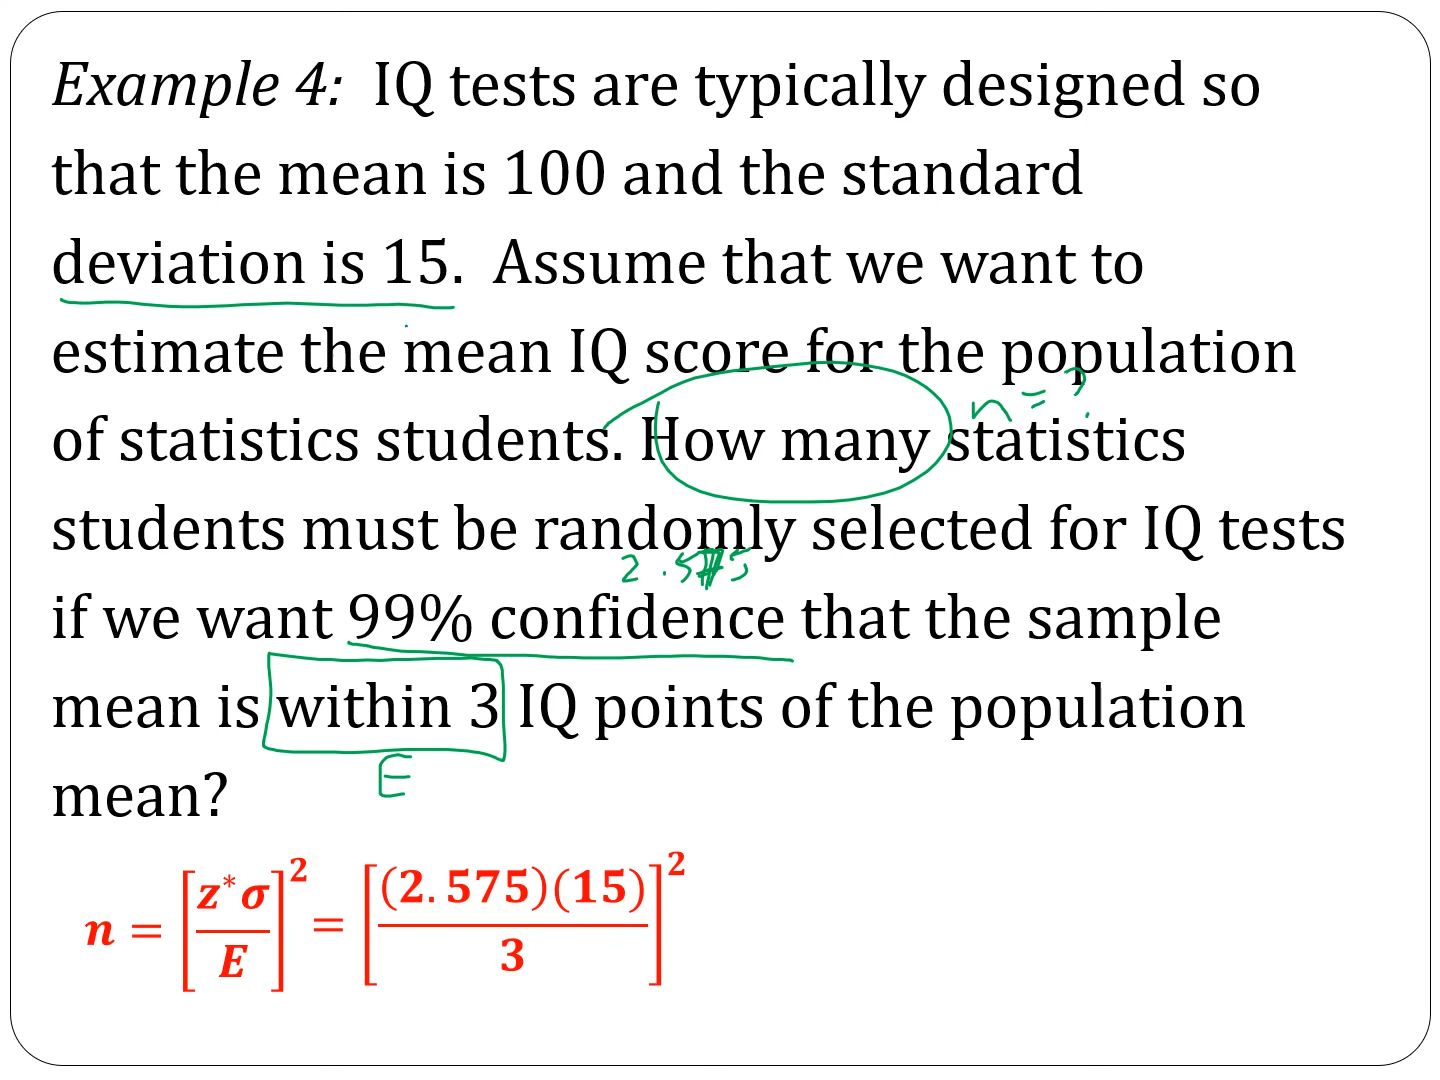 Example 4: IQ tests are typically designed so
that the mean is 100 and the standard
deviation is 15. Assume that we want to
estimate the mean IQ score for the population
n = ?
of statistics students. How many statistics
students must be randomly selected for IQ tests
2.575
if we want 99% confidence that the sample
mean is within 3 IQ points of the population
E
mean?
n = [z*σ/E]² = [(2.575)(15)/3]²